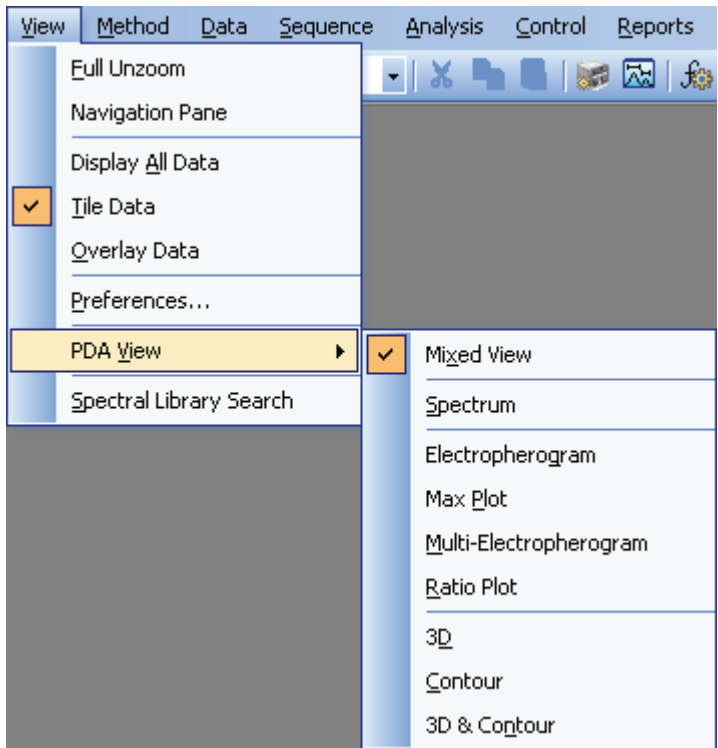 View Method Data Sequence Analysis Control Reports
Full Unzoom
Navigation Pane
Display All Data
Tile Data
Overlay Data
Preferences...
PDA View
Spectral Library Search
Mixed View
Spectrum
Electropherogram
Max Plot
Multi-Electropherogram
Ratio Plot
3D
Contour
3D & Contour